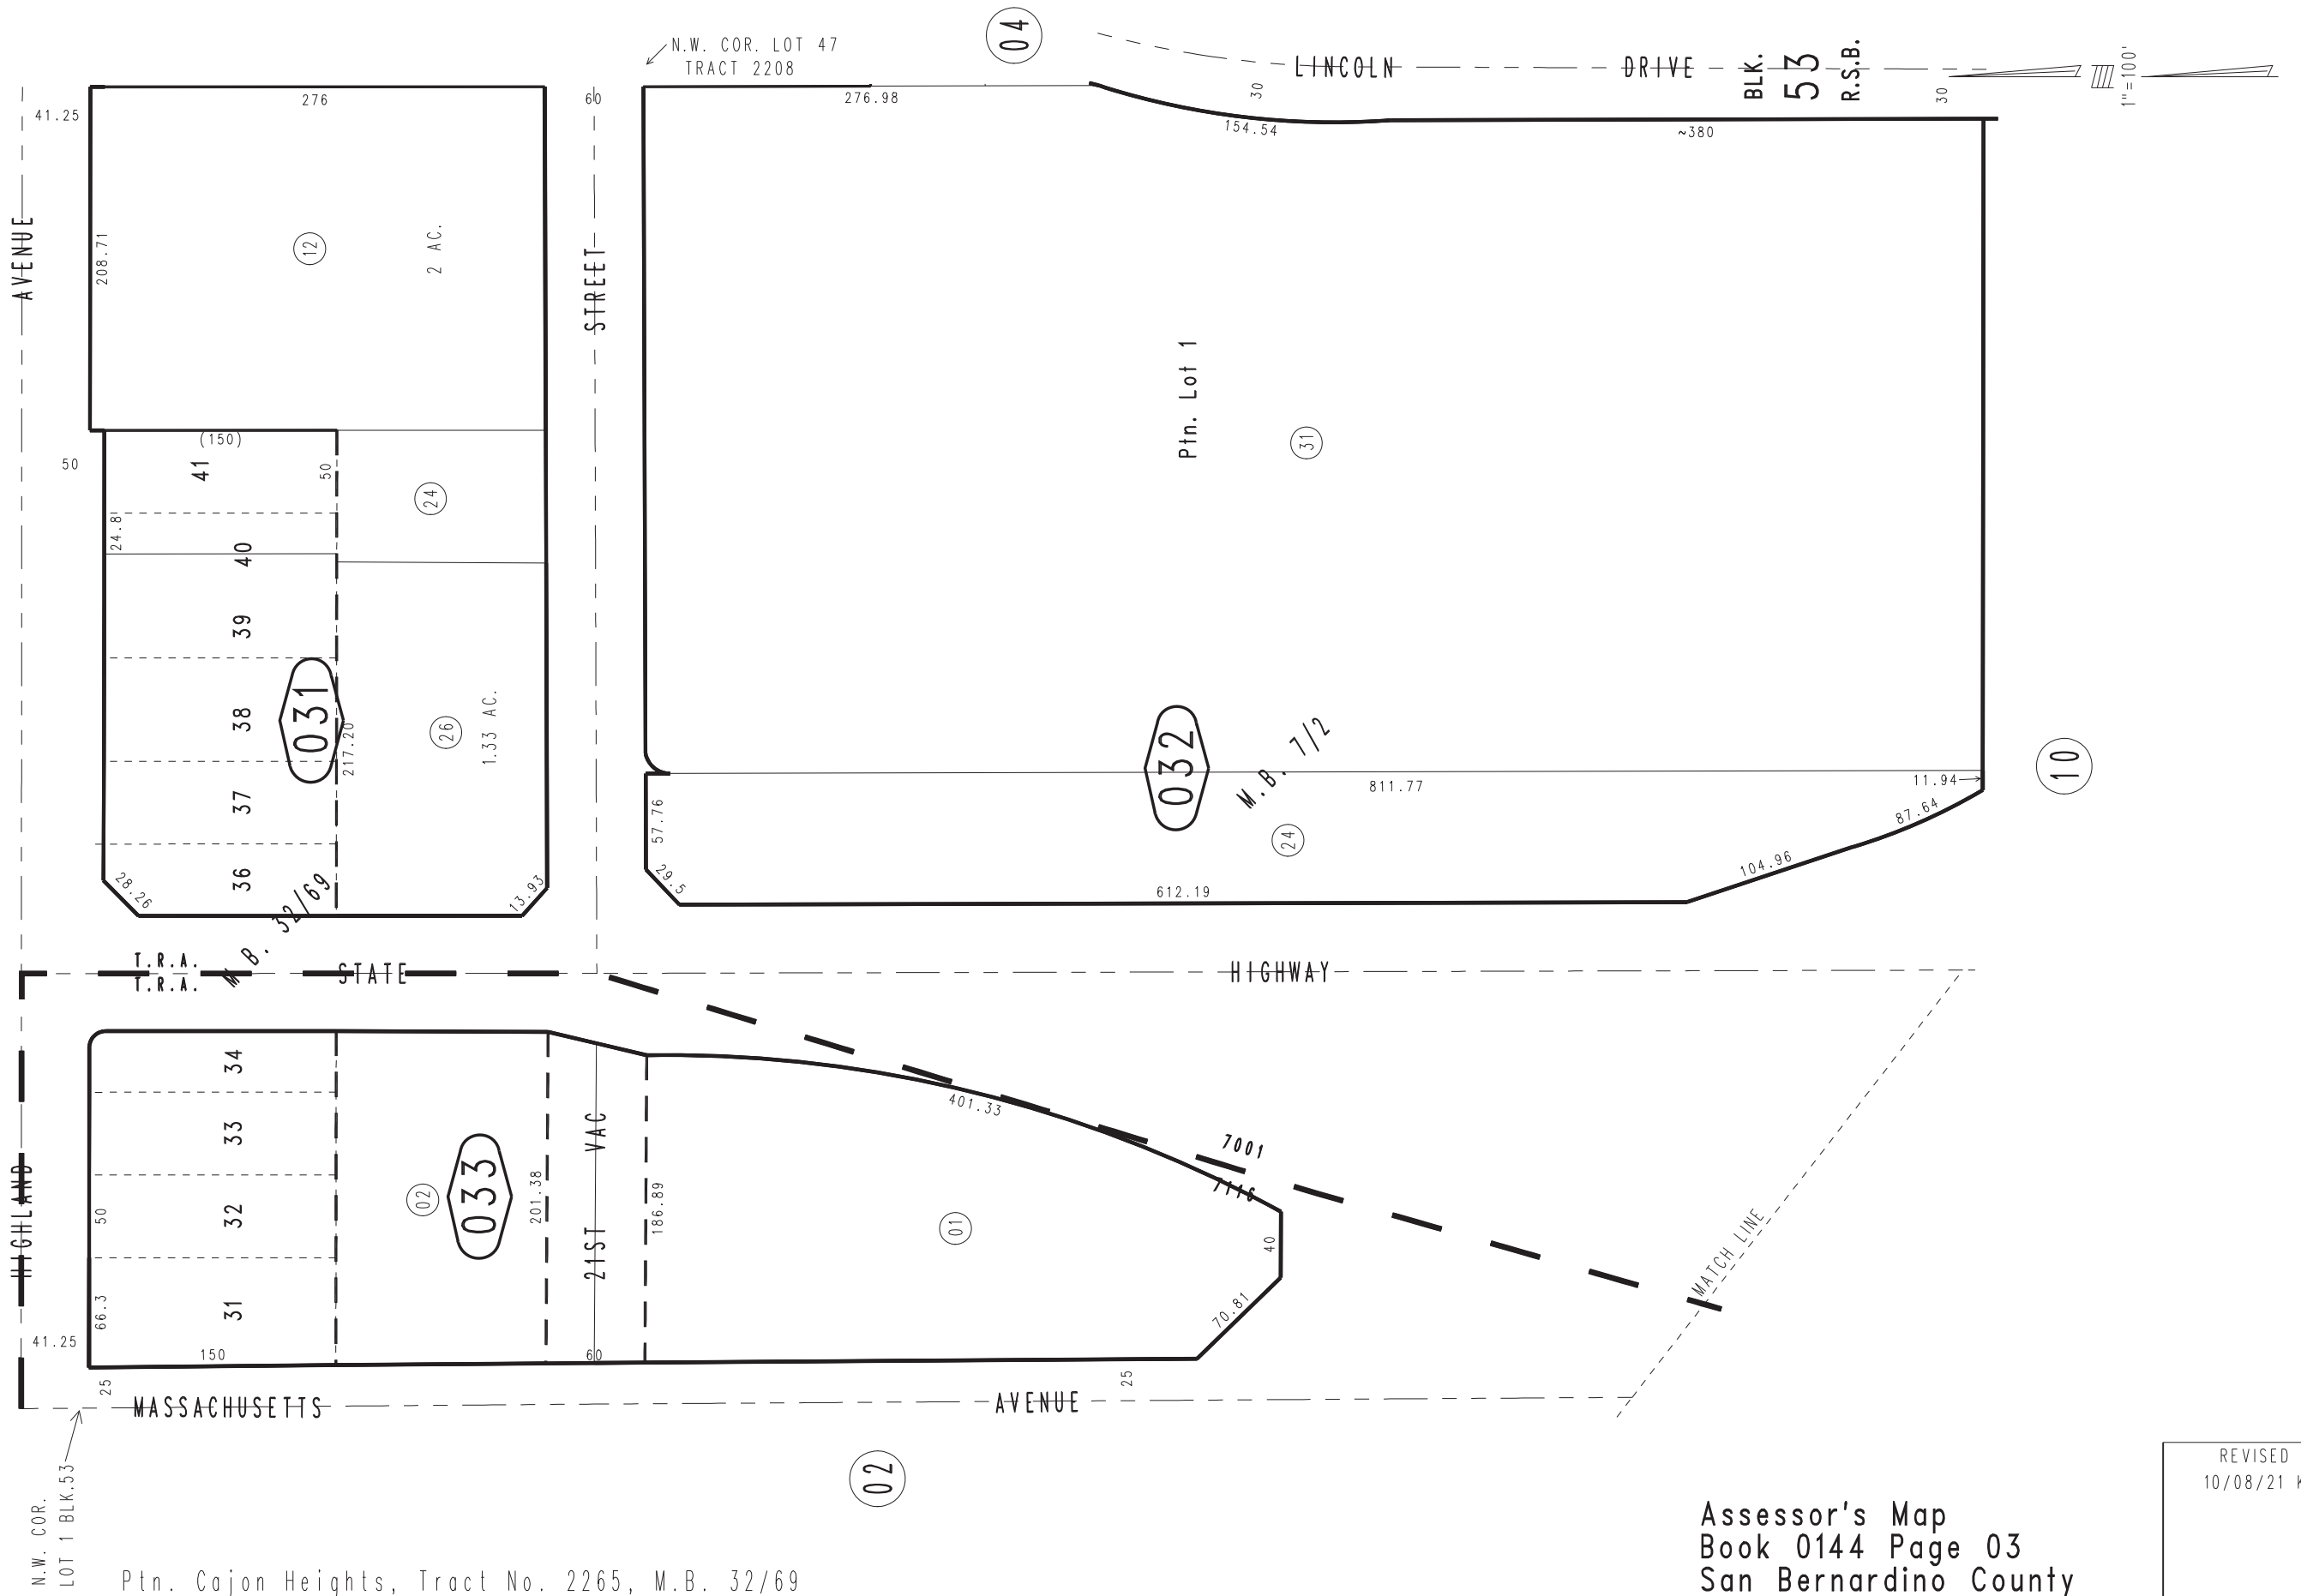 N.W. COR. LOT 47
TRACT 2208
04
LINCOLN DRIVE
BLK.
53
R.S.B.
1"=100'
41.25
276
60
276.98
30
154.54
~380
30
AVENUE
208.71
12
2 AC.
STREET
Ptn. Lot 1
31
50
(150)
41
50
24
24.8
40
39
38
37
36
031
217.20
26
1.33 AC.
28.26
13.93
M.B. 32/69
57.76
29.5
032
M.B. 7/2
811.77
11.94
87.64
104.96
24
612.19
10
T.R.A.
T.R.A.
STATE HIGHWAY
34
33
32
31
HIGHLAND
50
66.3
41.25
150
25
02
033
201.38
21ST VAC
60
186.89
01
401.33
7001
7116
40
70.81
25
MATCH LINE
MASSACHUSETTS AVENUE
02
N.W. COR.
LOT 1 BLK.53
Ptn. Cajon Heights, Tract No. 2265, M.B. 32/69
Assessor's Map
Book 0144 Page 03
San Bernardino County
REVISED
10/08/21